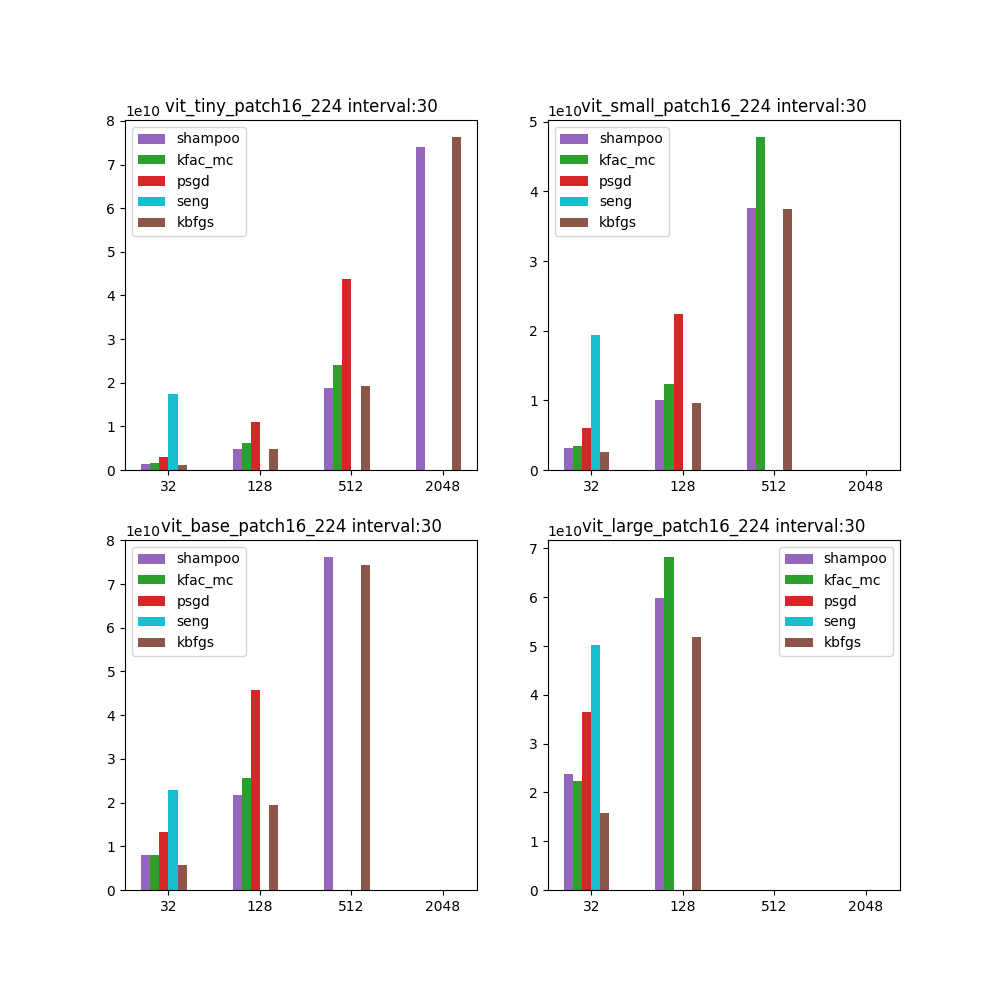 1e10 vit_tiny_patch16_224 interval:30
8
7
6
5
4
3
2
1
0
shampoo
kfac_mc
psgd
seng
kbfgs
32 128 512 2048
1e10 vit_small_patch16_224 interval:30
5
4
3
2
1
0
shampoo
kfac_mc
psgd
seng
kbfgs
32 128 512 2048
1e10 vit_base_patch16_224 interval:30
8
7
6
5
4
3
2
1
0
shampoo
kfac_mc
psgd
seng
kbfgs
32 128 512 2048
1e10 vit_large_patch16_224 interval:30
7
6
5
4
3
2
1
0
shampoo
kfac_mc
psgd
seng
kbfgs
32 128 512 2048